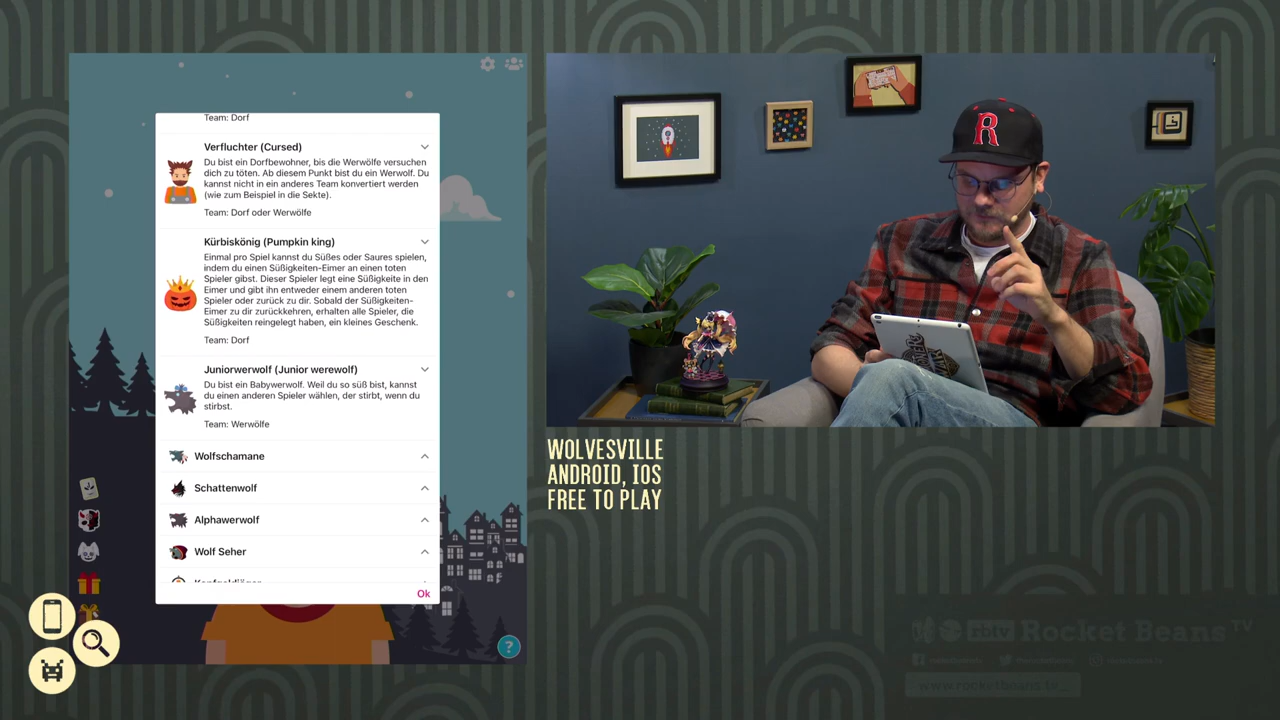 Team: Dorf
Verfluchter (Cursed)
Du bist ein Dorfbewohner, bis die Werwölfe versuchen
dich zu töten. Ab diesem Punkt bist du ein Werwolf. Du
kannst nicht in ein anderes Team konvertiert werden
(wie zum Beispiel in die Sekte).
Team: Dorf oder Werwölfe
Kürbiskönig (Pumpkin king)
Einmal pro Spiel kannst du Süßes oder Saures spielen,
indem du einen Süßigkeiten-Eimer an einen toten
Spieler gibst. Dieser Spieler legt eine Süßigkeite in den
Eimer und gibt ihn entweder einem anderen toten
Spieler oder zurück zu dir. Sobald der Süßigkeiten-
Eimer zu dir zurückkehren, erhalten alle Spieler, die
Süßigkeiten reingelegt haben, ein kleines Geschenk.
Team: Dorf
Juniorwerwolf (Junior werewolf)
Du bist ein Babywerwolf. Weil du so süß bist, kannst
du einen anderen Spieler wählen, der stirbt, wenn du
stirbst.
Team: Werwölfe
Wolfschamane
Schattenwolf
Alphawerwolf
Wolf Seher
Ok
?
R
WOLVESVILLE
ANDROID, IOS
FREE TO PLAY
rbtv Rocket Beans TV
www.rocketbeans.tv